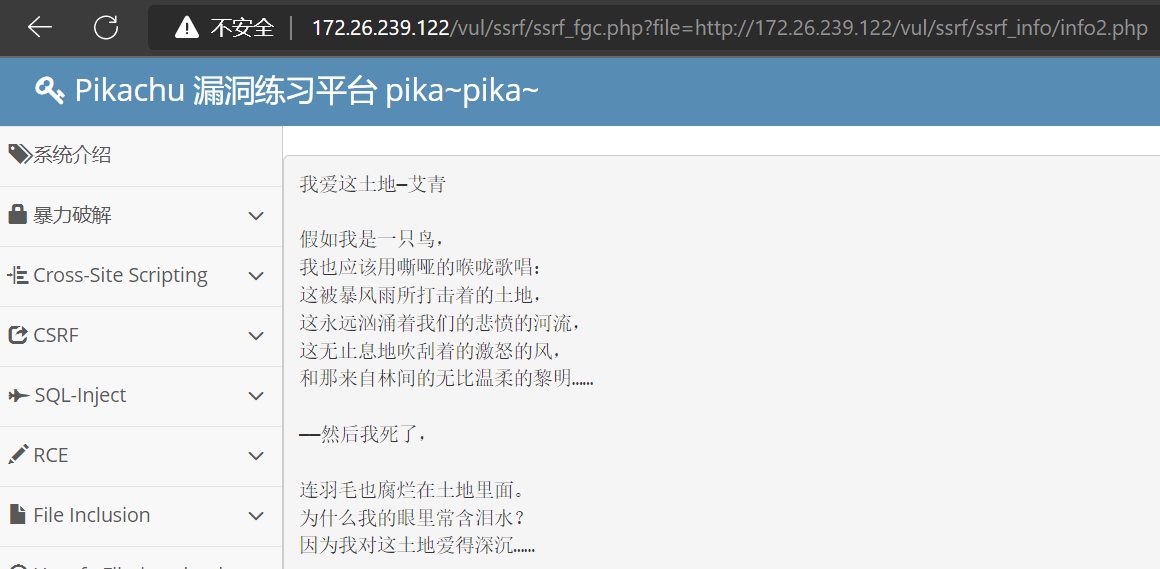 不安全 | 172.26.239.122/vul/ssrf/ssrf_fgc.php?file=http://172.26.239.122/vul/ssrf/ssrf_info/info2.php
Pikachu 漏洞练习平台 pika~pika~
系统介绍
暴力破解
Cross-Site Scripting
CSRF
SQL-Inject
RCE
File Inclusion
我爱这土地—艾青
假如我是一只鸟，
我也应该用嘶哑的喉咙歌唱：
这被暴风雨所打击着的土地，
这永远汹涌着我们的悲愤的河流，
这无止息地吹刮着的激怒的风，
和那来自林间的无比温柔的黎明……
——然后我死了，
连羽毛也腐烂在土地里面。
为什么我的眼里常含泪水？
因为我对这土地爱得深沉……